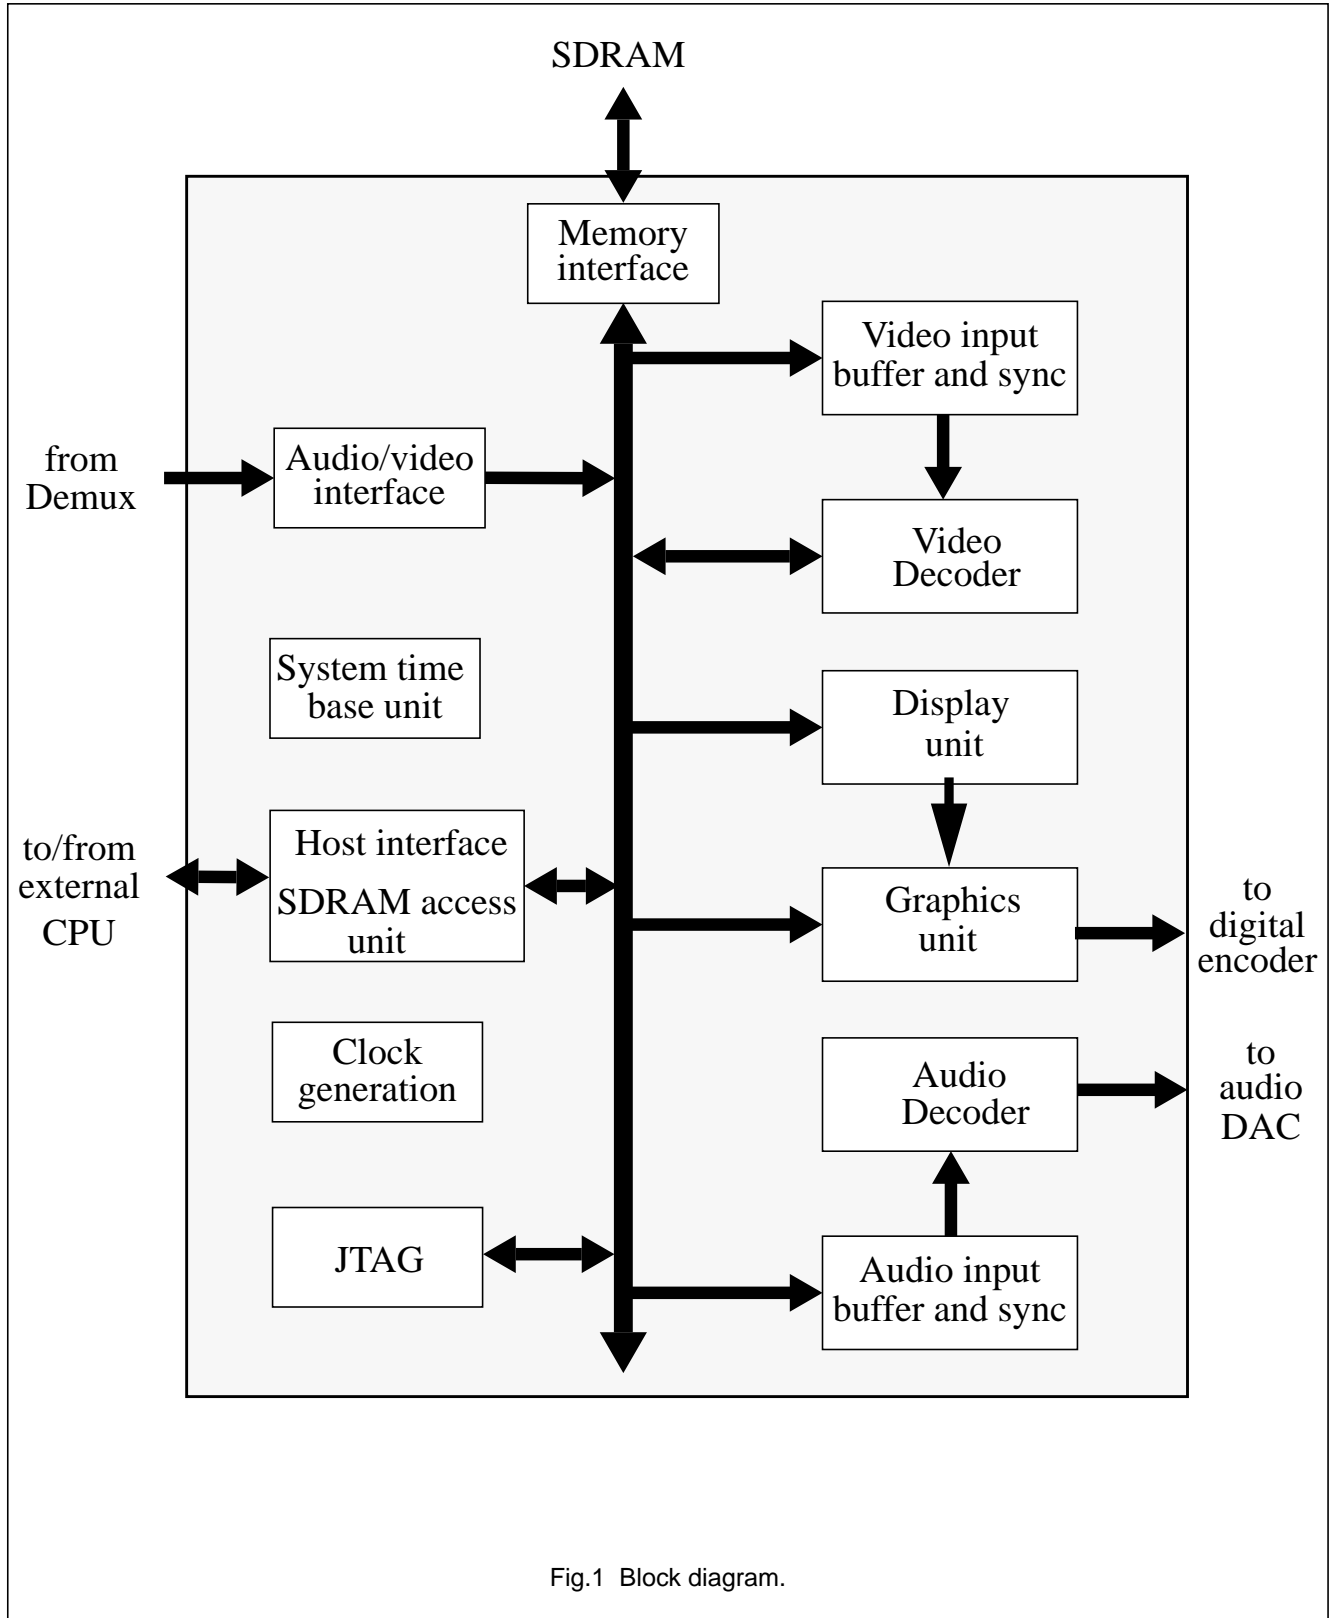 SDRAM
Memory
interface
Video input
buffer and sync
from
Demux
Audio/video
interface
Video
Decoder
System time
base unit
Display
unit
to/from
external
CPU
Host interface
SDRAM access
unit
Graphics
unit
to
digital
encoder
Clock
generation
Audio
Decoder
to
audio
DAC
JTAG
Audio input
buffer and sync
Fig.1 Block diagram.